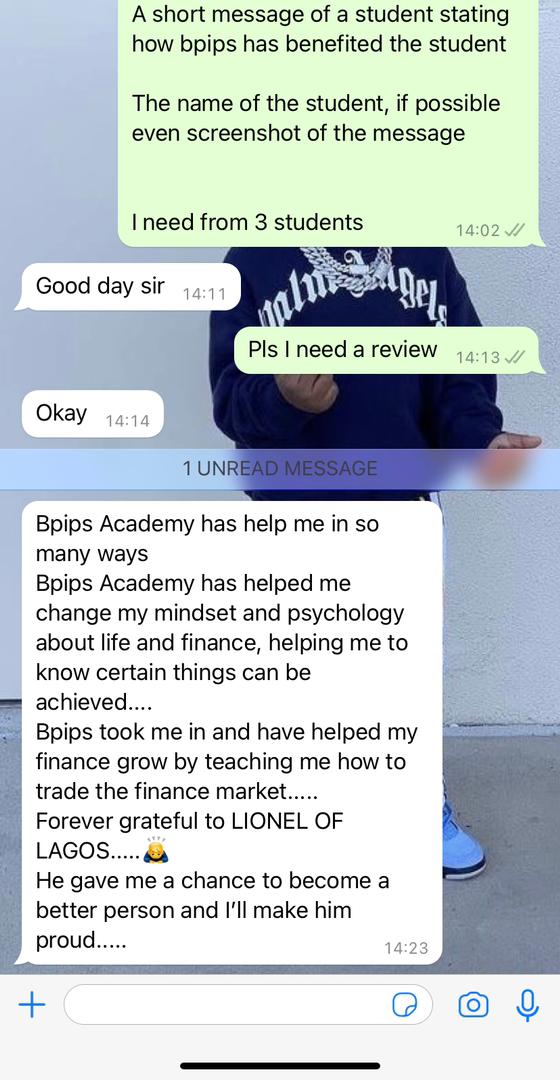 A short message of a student stating
how bpips has benefited the student
The name of the student, if possible
even screenshot of the message
I need from 3 students
14:02
Good day sir
14:11
Palm Angels
Pls I need a review
14:13
Okay
14:14
1 UNREAD MESSAGE
Bpips Academy has help me in so
many ways
Bpips Academy has helped me
change my mindset and psychology
about life and finance, helping me to
know certain things can be
achieved....
Bpips took me in and have helped my
finance grow by teaching me how to
trade the finance market.....
Forever grateful to LIONEL OF
LAGOS.....🙇
He gave me a chance to become a
better person and I’ll make him
proud.....
14:23